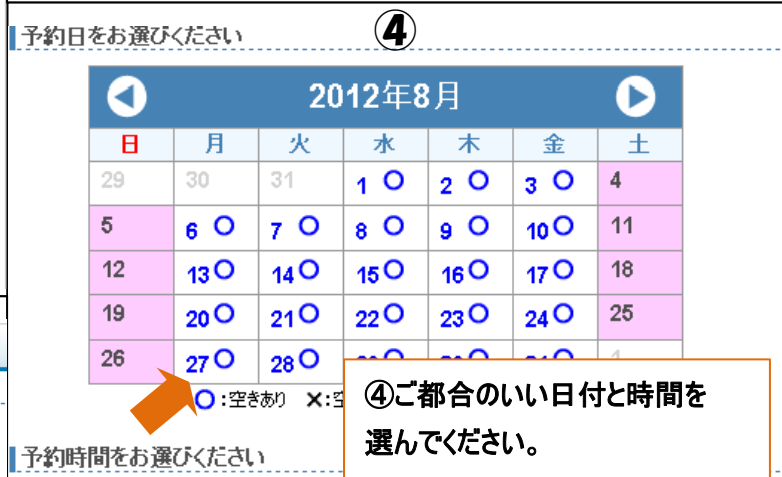 予約日をお選びください
④
2012年8月
日 月 火 水 木 金 土
29 30 31 1 ○ 2 ○ 3 ○ 4
5 6 ○ 7 ○ 8 ○ 9 ○ 10 ○ 11
12 13 ○ 14 ○ 15 ○ 16 ○ 17 ○ 18
19 20 ○ 21 ○ 22 ○ 23 ○ 24 ○ 25
26 27 ○ 28 ○
○:空きあり ×:
④ご都合のいい日付と時間を
選んでください。
予約時間をお選びください